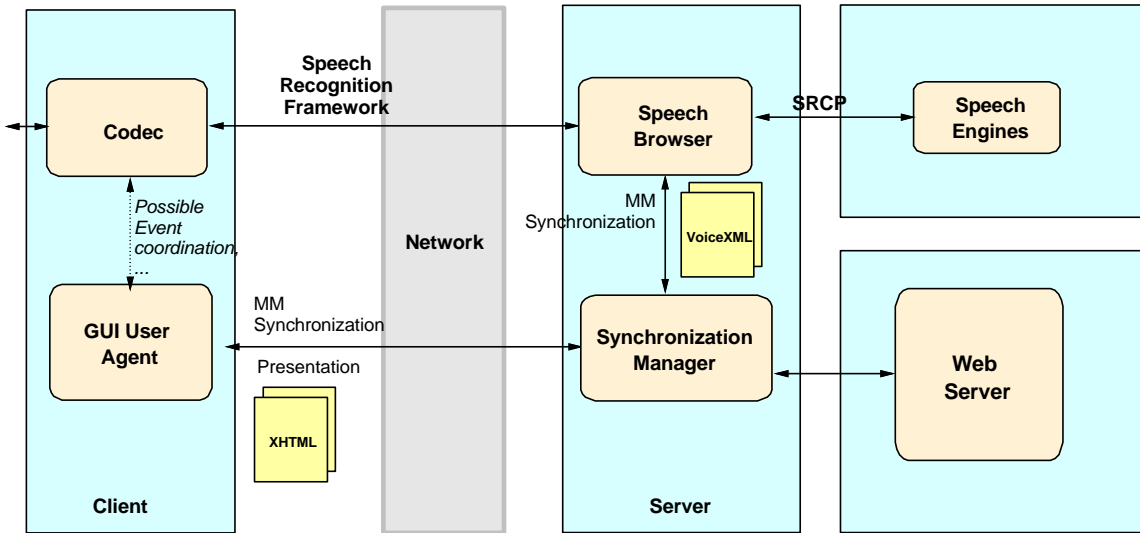 Speech
Recognition
Framework
Codec
Speech
Browser
SRCP
Speech
Engines
Possible
Event
coordination,
...
MM
Synchronization
VoiceXML
Network
GUI User
Agent
MM
Synchronization
Presentation
XHTML
Synchronization
Manager
Web
Server
Client
Server